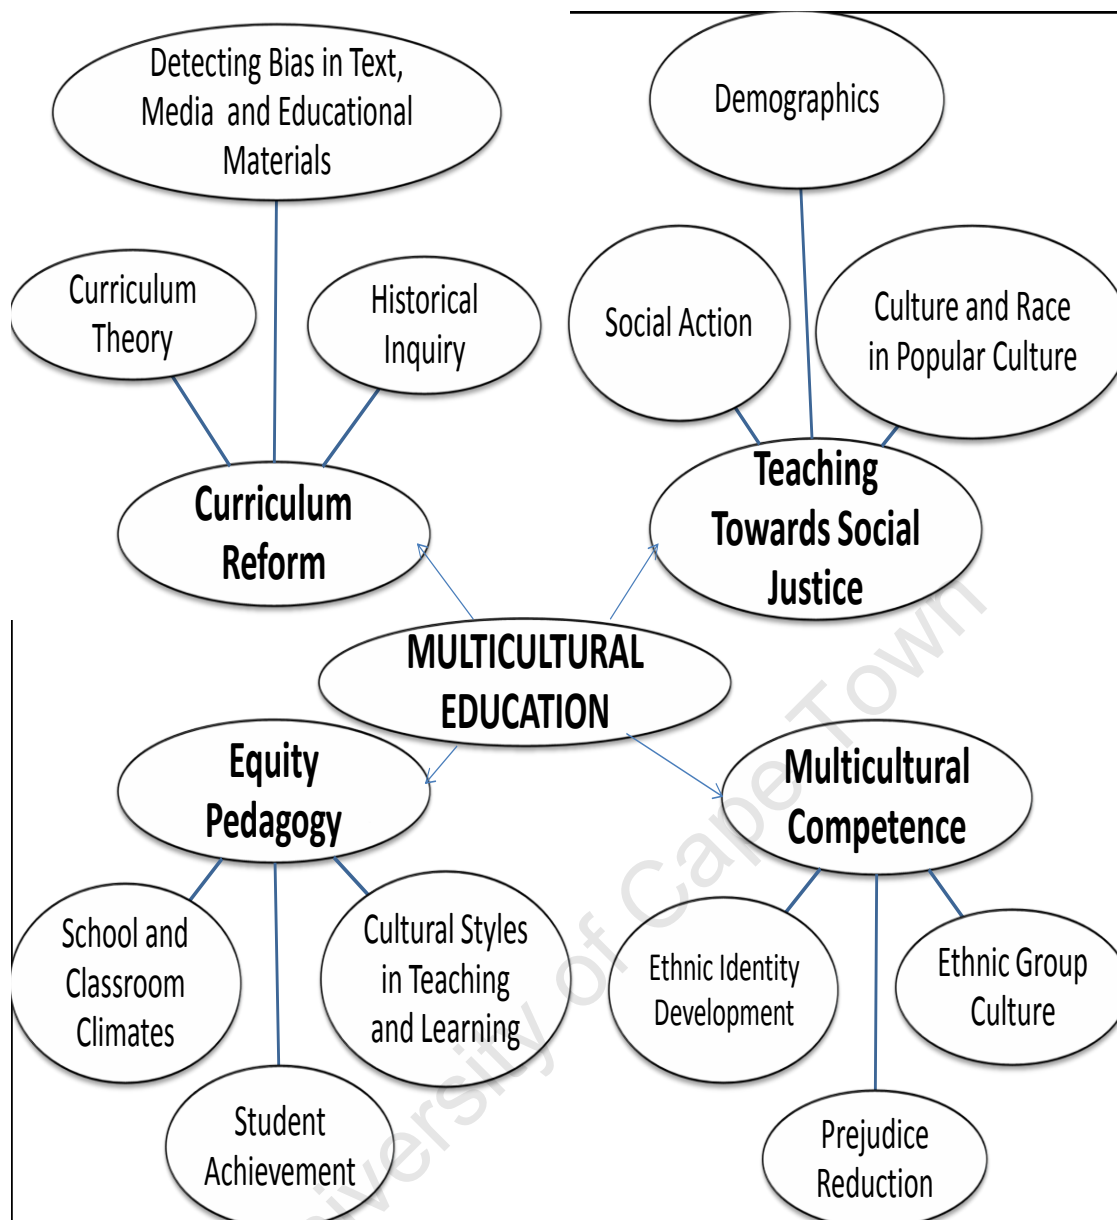 Detecting Bias in Text,
Media and Educational
Materials
Demographics
Curriculum
Theory
Historical
Inquiry
Social Action
Culture and Race
in Popular Culture
Curriculum
Reform
Teaching
Towards Social
Justice
MULTICULTURAL
EDUCATION
Equity
Pedagogy
Multicultural
Competence
School and
Classroom
Climates
Cultural Styles
in Teaching
and Learning
Ethnic Identity
Development
Ethnic Group
Culture
Student
Achievement
Prejudice
Reduction
niversity of Cape Town